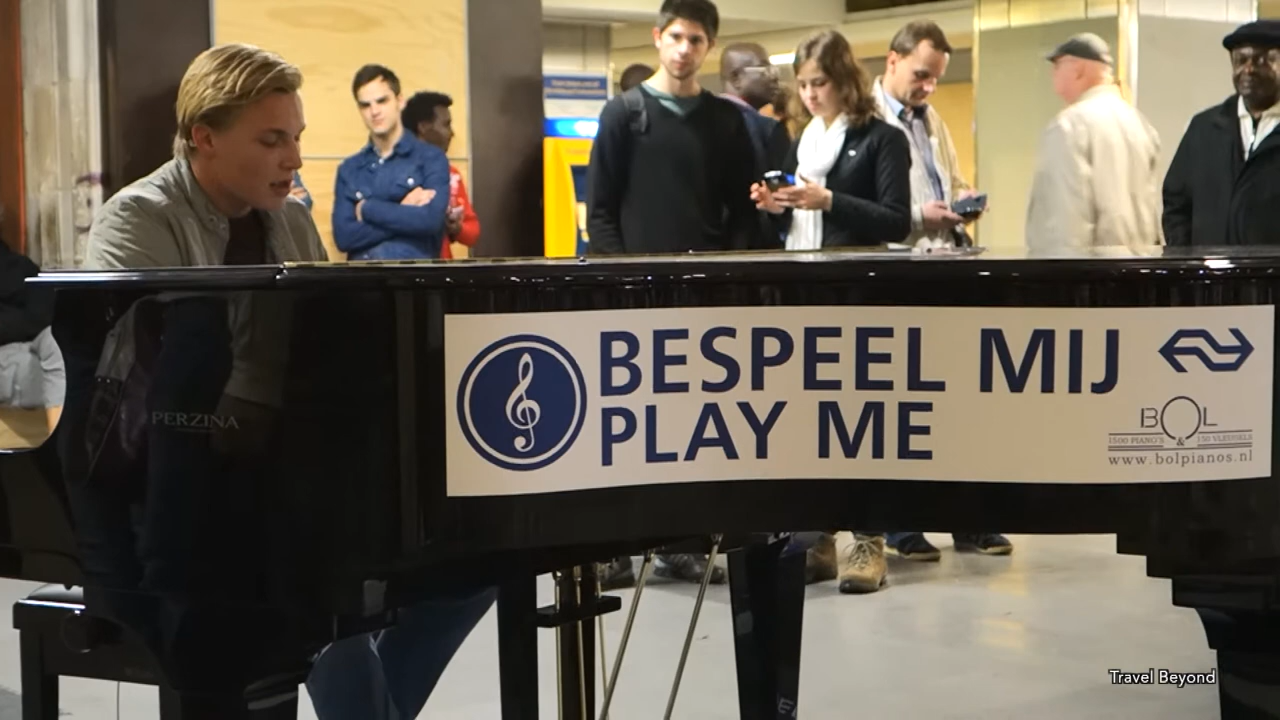 PERZINA
BESPEEL MIJ
PLAY ME
BOL
1500 PIANO'S & 150 VLEUGELS
www.bolpianos.nl
Travel Beyond